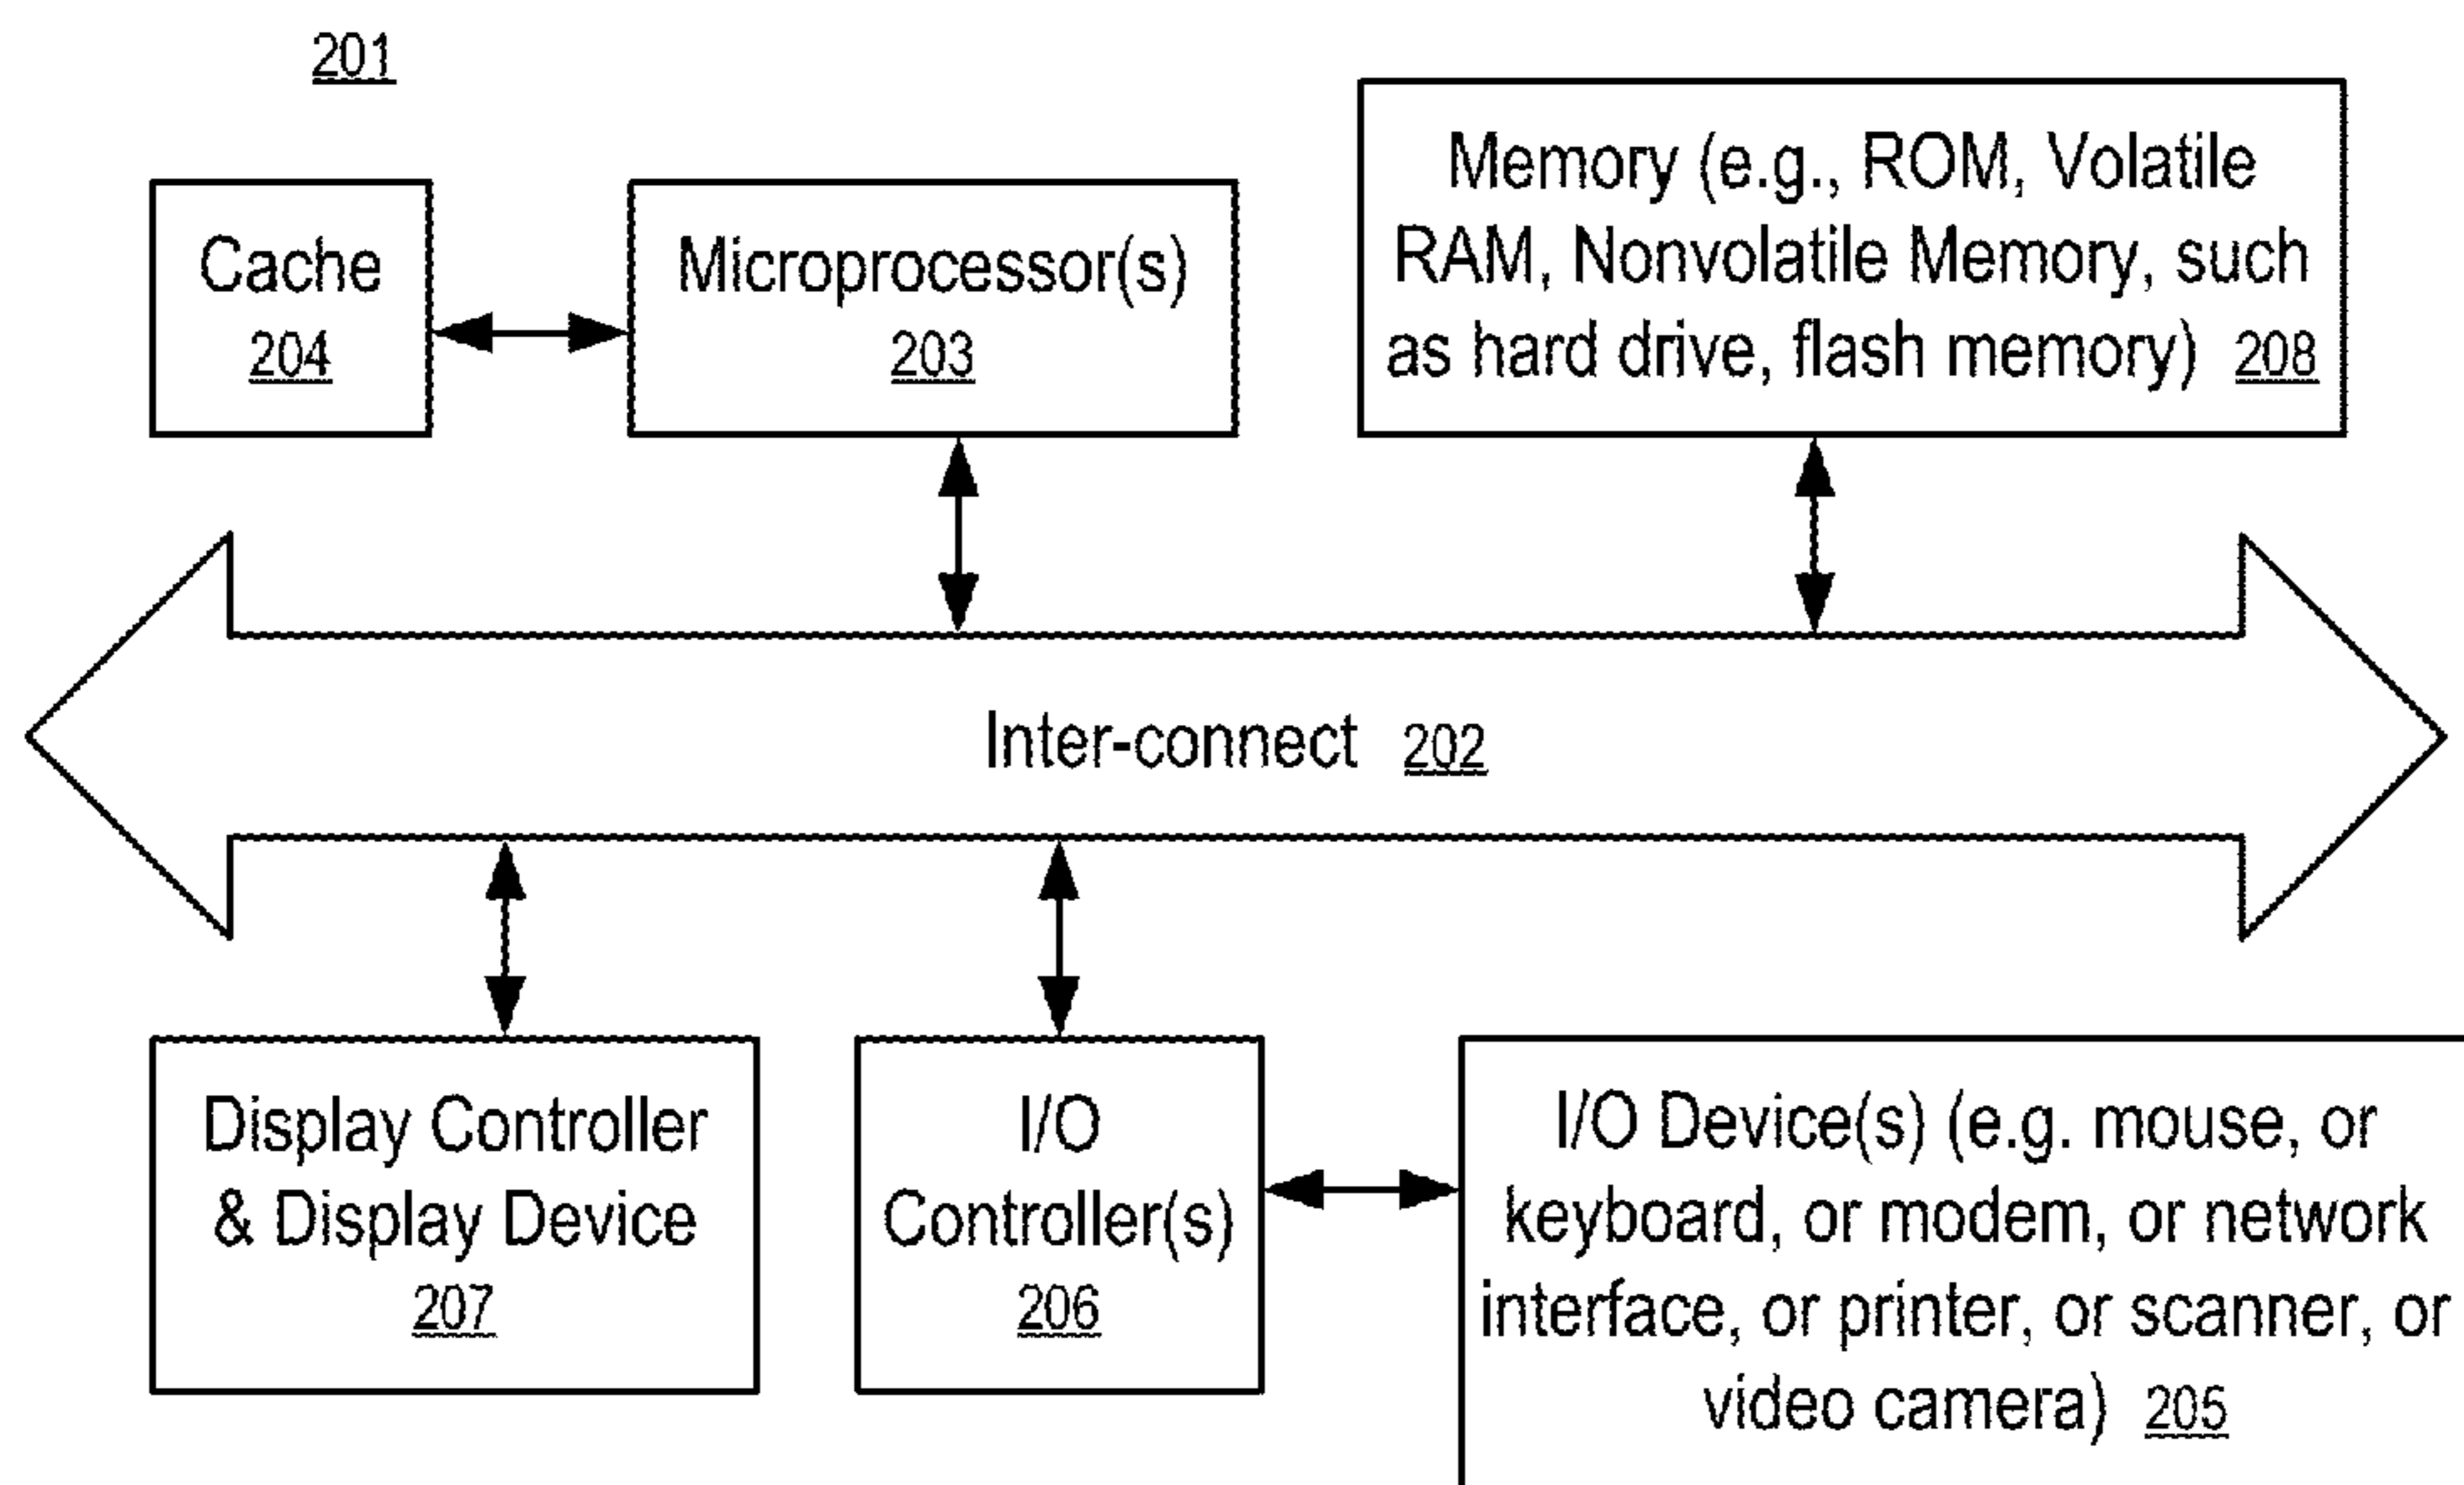 201
Cache
204
Microprocessor(s)
203
Memory (e.g., ROM, Volatile
RAM, Nonvolatile Memory, such
as hard drive, flash memory) 208
Inter-connect 202
Display Controller
& Display Device
207
I/O
Controller(s)
206
I/O Device(s) (e.g. mouse, or
keyboard, or modem, or network
interface, or printer, or scanner, or
video camera) 205